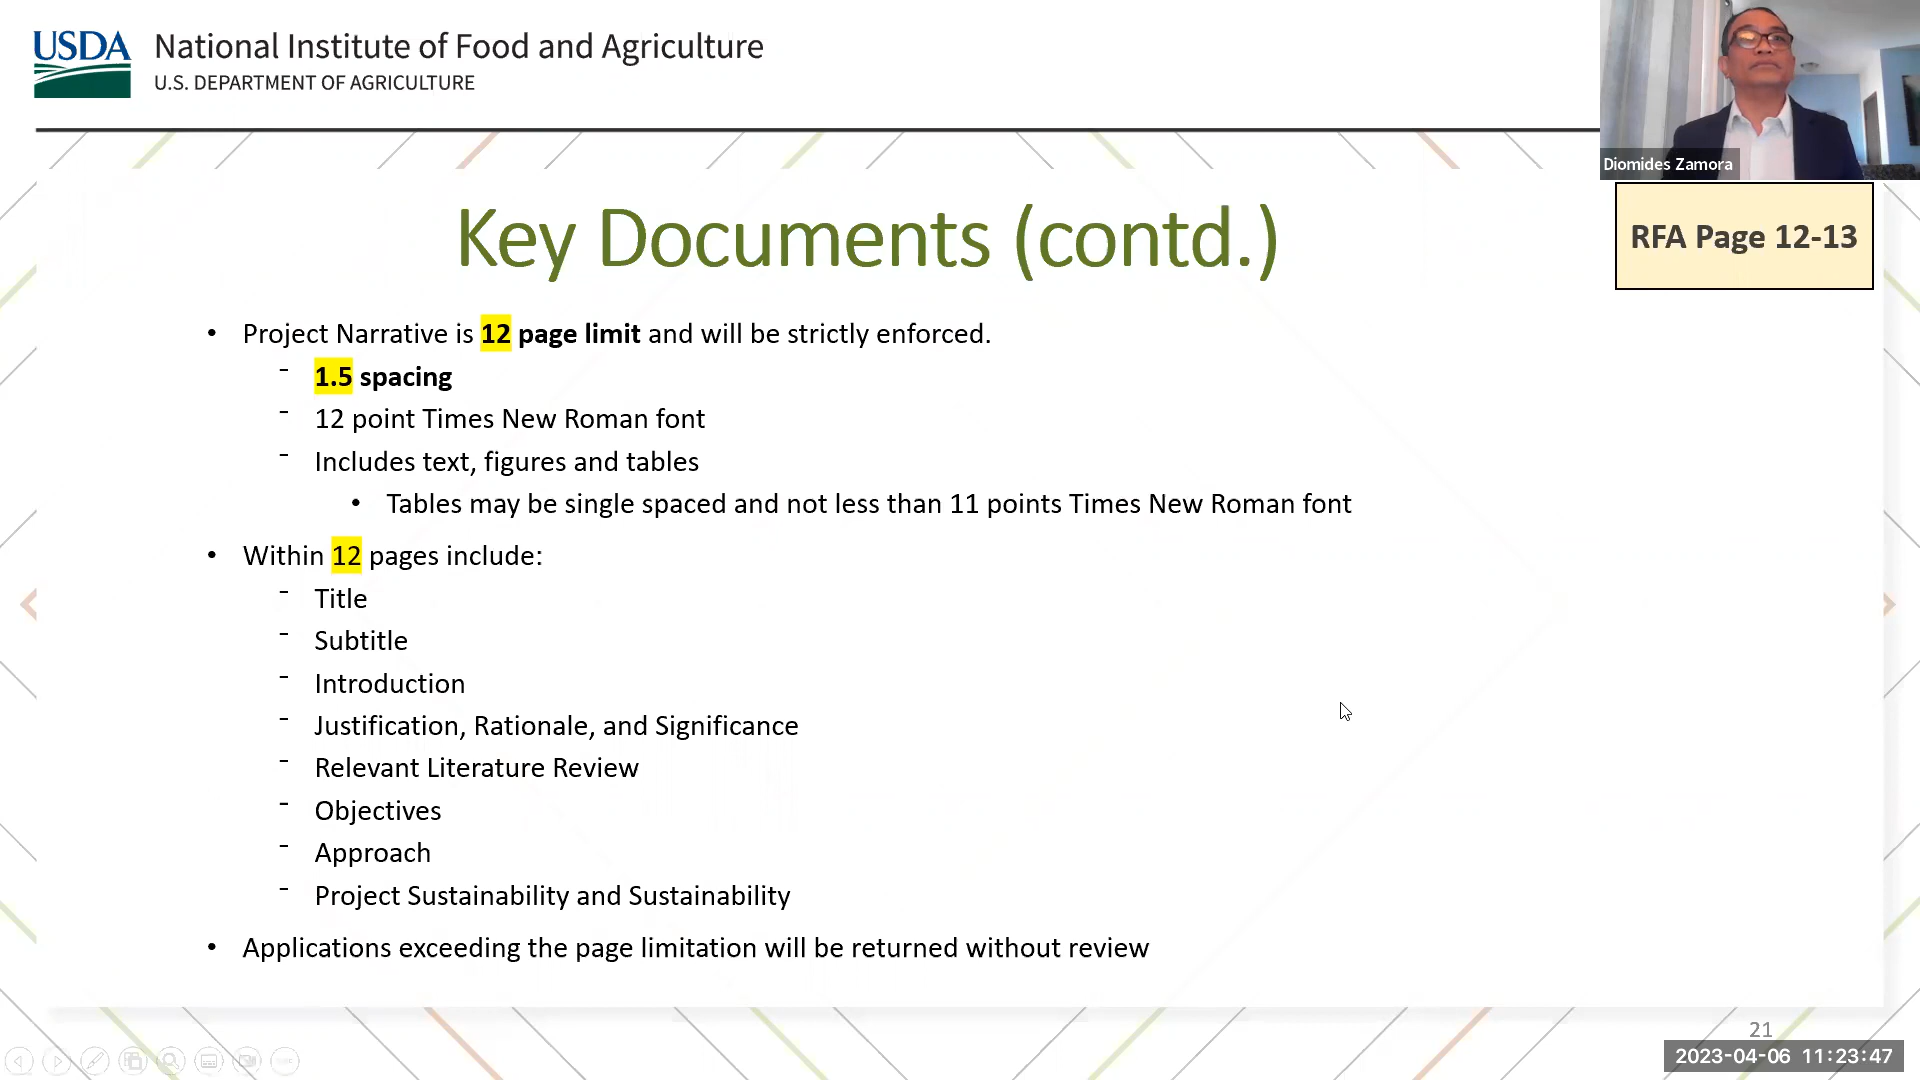 USDA
National Institute of Food and Agriculture
U.S. DEPARTMENT OF AGRICULTURE
Diomides Zamora
Key Documents (contd.)
RFA Page 12-13
• Project Narrative is 12 page limit and will be strictly enforced.
- 1.5 spacing
- 12 point Times New Roman font
- Includes text, figures and tables
• Tables may be single spaced and not less than 11 points Times New Roman font
• Within 12 pages include:
- Title
- Subtitle
- Introduction
- Justification, Rationale, and Significance
- Relevant Literature Review
- Objectives
- Approach
- Project Sustainability and Sustainability
• Applications exceeding the page limitation will be returned without review
21
2023-04-06 11:23:47